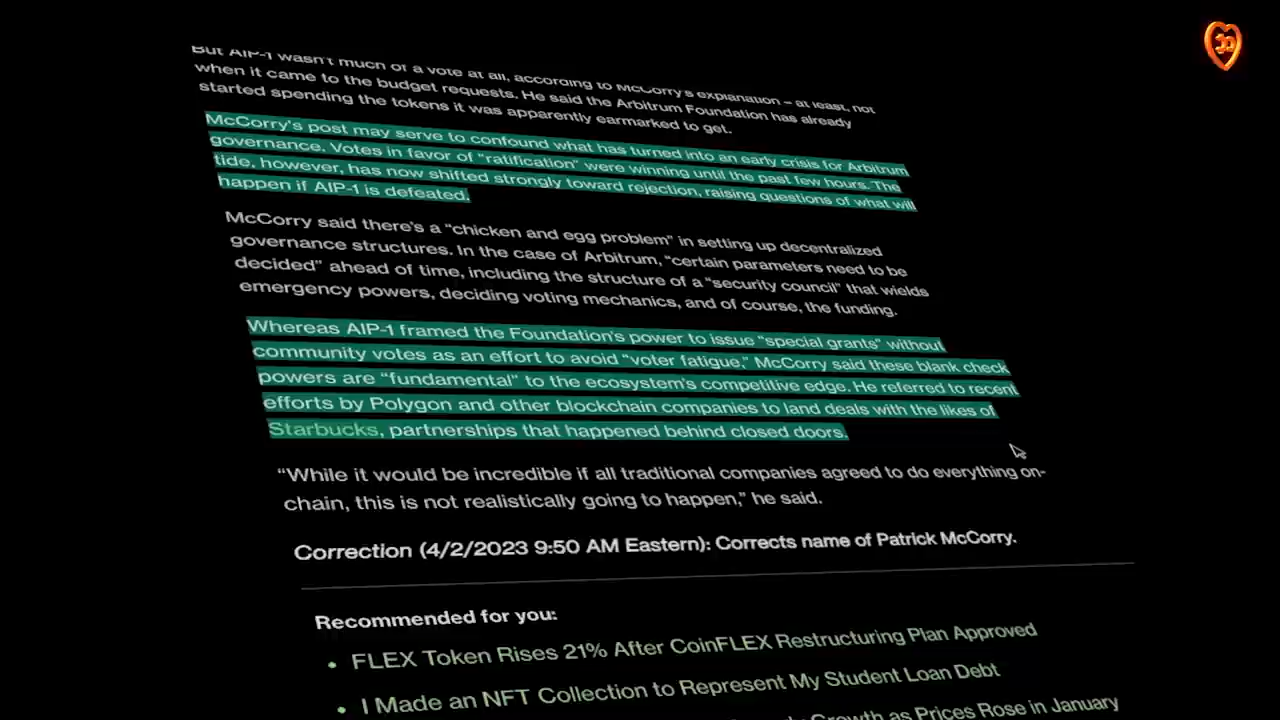 But AIP-1 wasn't much of a vote at all, according to McCorry's explanation – at least, not
when it came to the budget requests. He said the Arbitrum Foundation has already
started spending the tokens it was apparently earmarked to get.
McCorry's post may serve to confound what has turned into an early crisis for Arbitrum
governance. Votes in favor of "ratification" were winning until the past few hours. The
tide, however, has now shifted strongly toward rejection, raising questions of what will
happen if AIP-1 is defeated.
McCorry said there's a "chicken and egg problem" in setting up decentralized
governance structures. In the case of Arbitrum, "certain parameters need to be
decided" ahead of time, including the structure of a "security council" that wields
emergency powers, deciding voting mechanics, and of course, the funding.
Whereas AIP-1 framed the Foundation's power to issue "special grants" without
community votes as an effort to avoid "voter fatigue," McCorry said these blank check
powers are "fundamental" to the ecosystem's competitive edge. He referred to recent
efforts by Polygon and other blockchain companies to land deals with the likes of
Starbucks, partnerships that happened behind closed doors.
"While it would be incredible if all traditional companies agreed to do everything on-
chain, this is not realistically going to happen," he said.
Correction (4/2/2023 9:50 AM Eastern): Corrects name of Patrick McCorry.
Recommended for you:
• FLEX Token Rises 21% After CoinFLEX Restructuring Plan Approved
• I Made an NFT Collection to Represent My Student Loan Debt
Growth as Prices Rose in January